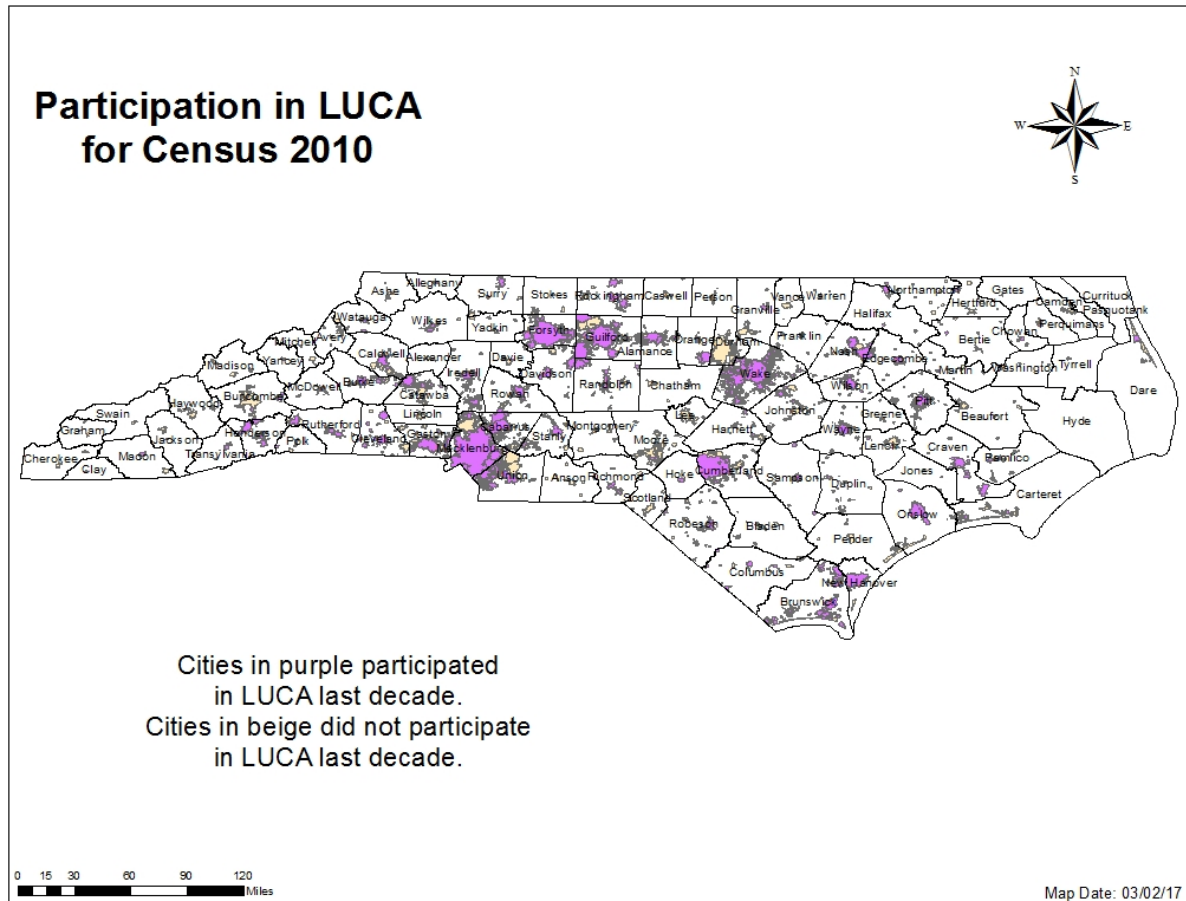 Participation in LUCA
for Census 2010
N
W
E
S
Ashe
Alleghany
Surry
Stokes
Rockingham
Caswell
Person
Granville
Vance
Warren
Northampton
Gates
Hertford
Camden
Currituck
Pasquotank
Perquimans
Chowan
Halifax
Watauga
Wilkes
Yadkin
Forsyth
Guilford
Alamance
Orange
Durham
Franklin
Nash
Edgecombe
Bertie
Mitchell
Avery
Caldwell
Alexander
Iredell
Davie
Davidson
Randolph
Chatham
Wake
Wilson
Martin
Washington
Tyrrell
Dare
Madison
Yancey
McDowell
Burke
Catawba
Rowan
Johnston
Greene
Pitt
Beaufort
Hyde
Swain
Haywood
Buncombe
Rutherford
Lincoln
Cabarrus
Stanly
Montgomery
Moore
Lee
Harnett
Wayne
Lenoir
Craven
Pamlico
Graham
Jackson
Henderson
Polk
Cleveland
Gaston
Mecklenburg
Cherokee
Clay
Macon
Transylvania
Union
Anson
Richmond
Hoke
Cumberland
Sampson
Duplin
Jones
Carteret
Scotland
Robeson
Bladen
Pender
Onslow
Columbus
Brunswick
New Hanover
Cities in purple participated
in LUCA last decade.
Cities in beige did not participate
in LUCA last decade.
0 15 30 60 90 120
Miles
Map Date: 03/02/17